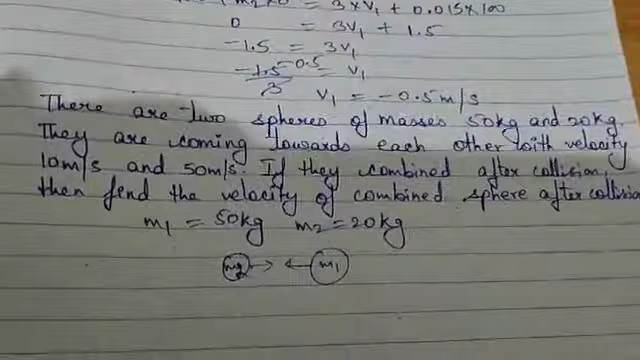 m₂×0 = 3×V₁ + 0.015×100
0 = 3V₁ + 1.5
-1.5 = 3V₁
-1.5 -0.5 = V₁
3
V₁ = -0.5m/s
There are two spheres of masses 50kg and 20kg.
They are coming towards each other with velocity
10m/s and 50m/s. If they combined after collision,
then find the velocity of combined sphere after collision
m₁ = 50kg m₂ = 20kg
m₂ → ← m₁